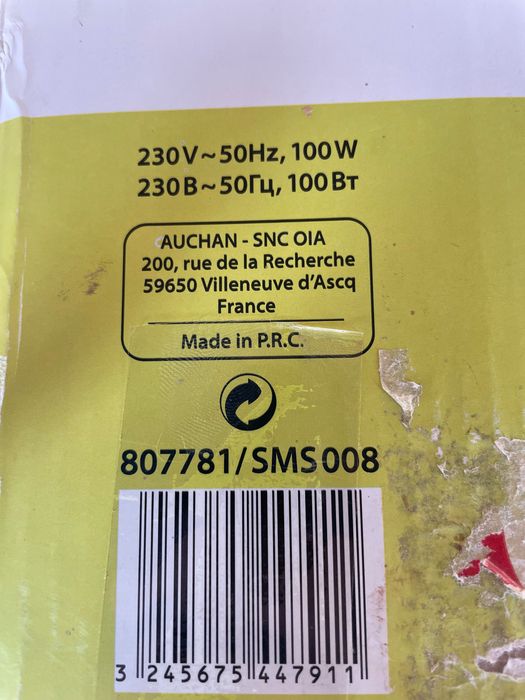 230V~50Hz, 100W
230В~50Гц, 100Вт
AUCHAN - SNC OIA
200, rue de la Recherche
59650 Villeneuve d'Ascq
France
Made in P.R.C.
807781/SMS008
3 245675 447911